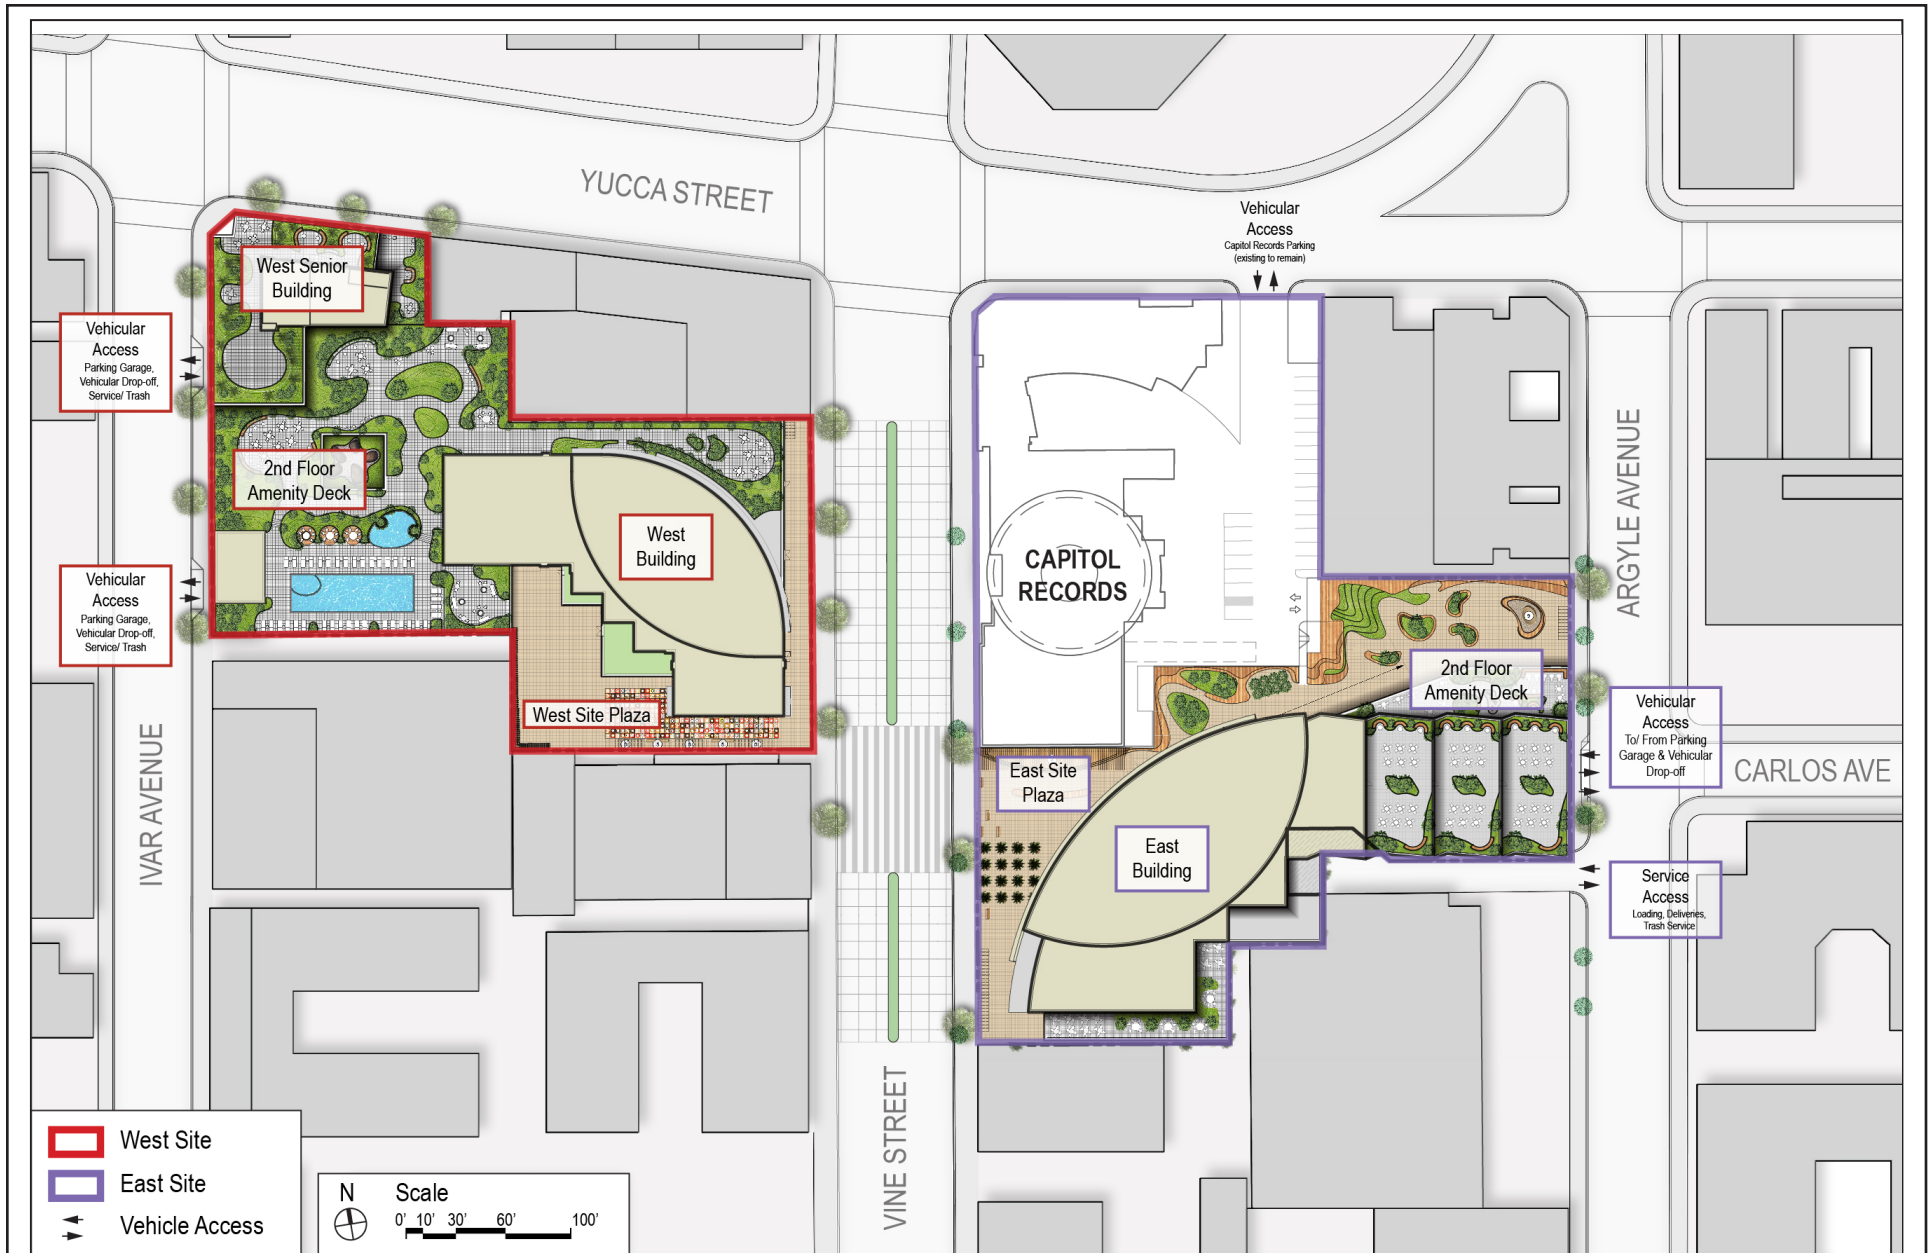 YUCCA STREET
Vehicular
Access
Capitol Records Parking
(existing to remain)
West Senior
Building
Vehicular
Access
Parking Garage,
Vehicular Drop-off,
Service/ Trash
2nd Floor
Amenity Deck
West
Building
Vehicular
Access
Parking Garage,
Vehicular Drop-off,
Service/ Trash
West Site Plaza
IVAR AVENUE
CAPITOL
RECORDS
ARGYLE AVENUE
2nd Floor
Amenity Deck
Vehicular
Access
To/ From Parking
Garage & Vehicular
Drop-off
CARLOS AVE
East Site
Plaza
East
Building
Service
Access
Loading, Deliveries,
Trash Service
VINE STREET
West Site
East Site
Vehicle Access
N
Scale
0' 10' 30' 60' 100'